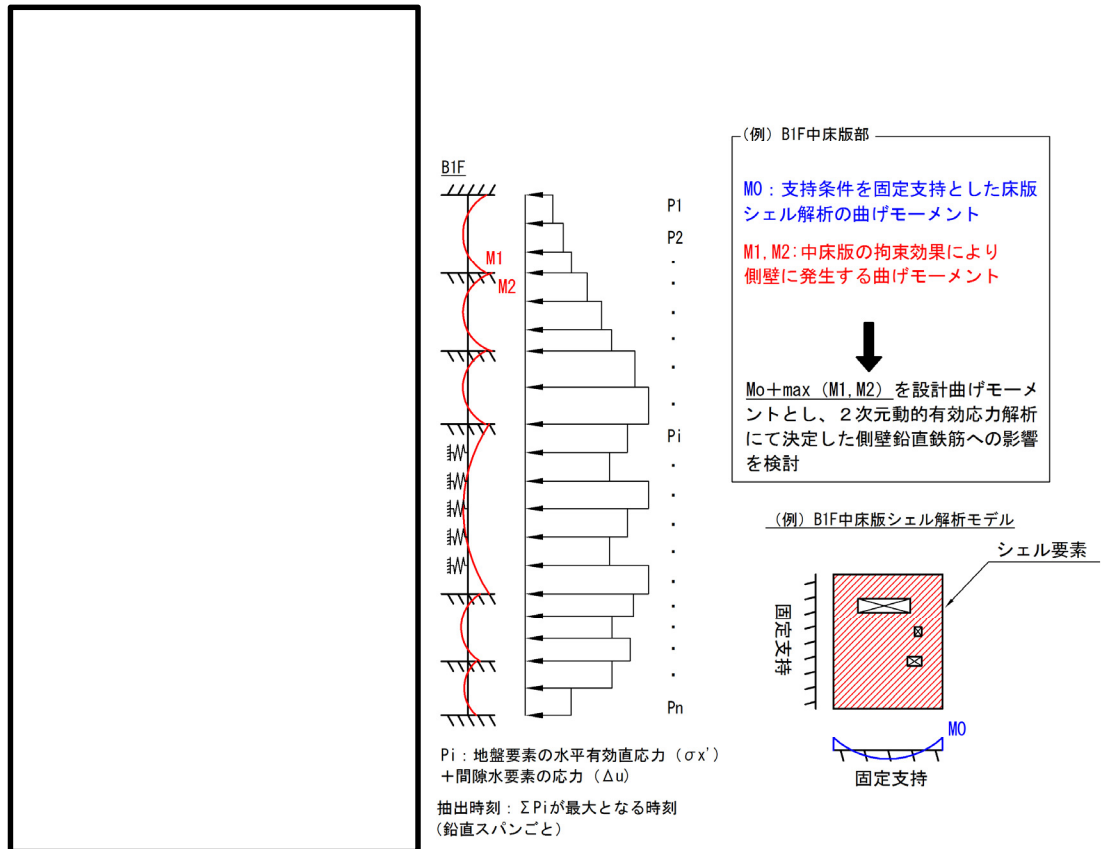 B1F
M1
M2
P1
P2
Pi
Pn
Pi：地盤要素の水平有効直応力（σx'）
＋間隙水要素の応力（Δu）
抽出時刻：ΣPiが最大となる時刻
(鉛直スパンごと)
（例）B1F中床版部
M0：支持条件を固定支持とした床版
シェル解析の曲げモーメント
M1,M2:中床版の拘束効果により
側壁に発生する曲げモーメント
Mo＋max（M1,M2）を設計曲げモーメ
ントとし、２次元動的有効応力解析
にて決定した側壁鉛直鉄筋への影響
を検討
（例）B1F中床版シェル解析モデル
シェル要素
固定支持
M0
固定支持